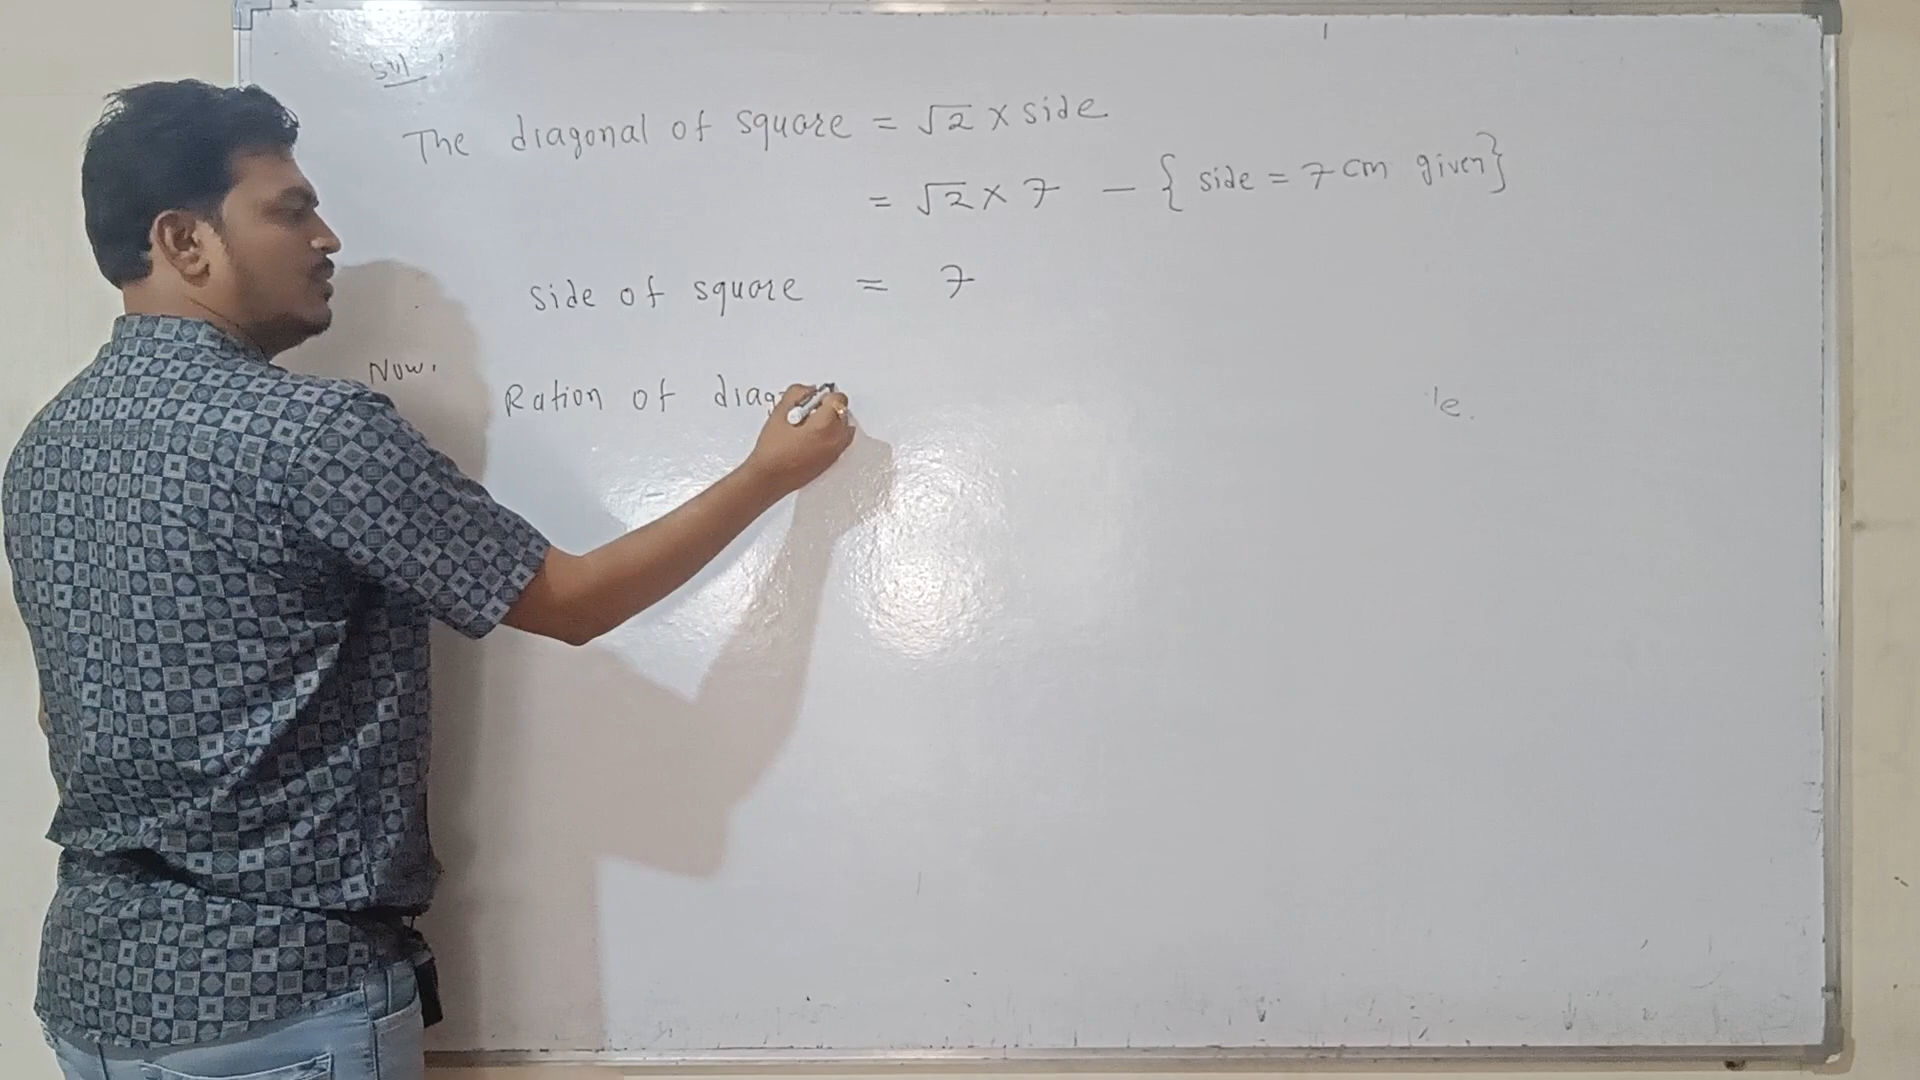 Sol :
The diagonal of square = √2 × side
= √2 × 7 — { side = 7 cm given}
side of square = 7
Now,
Ration of diag